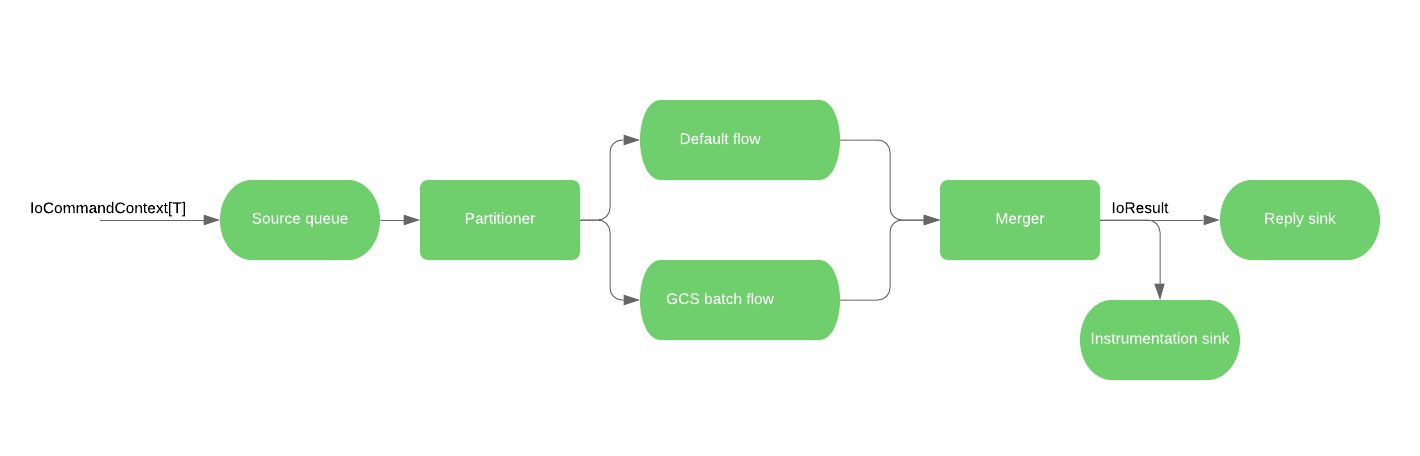 IoCommandContext[T]
Source queue
Partitioner
Default flow
GCS batch flow
Merger
IoResult
Reply sink
Instrumentation sink